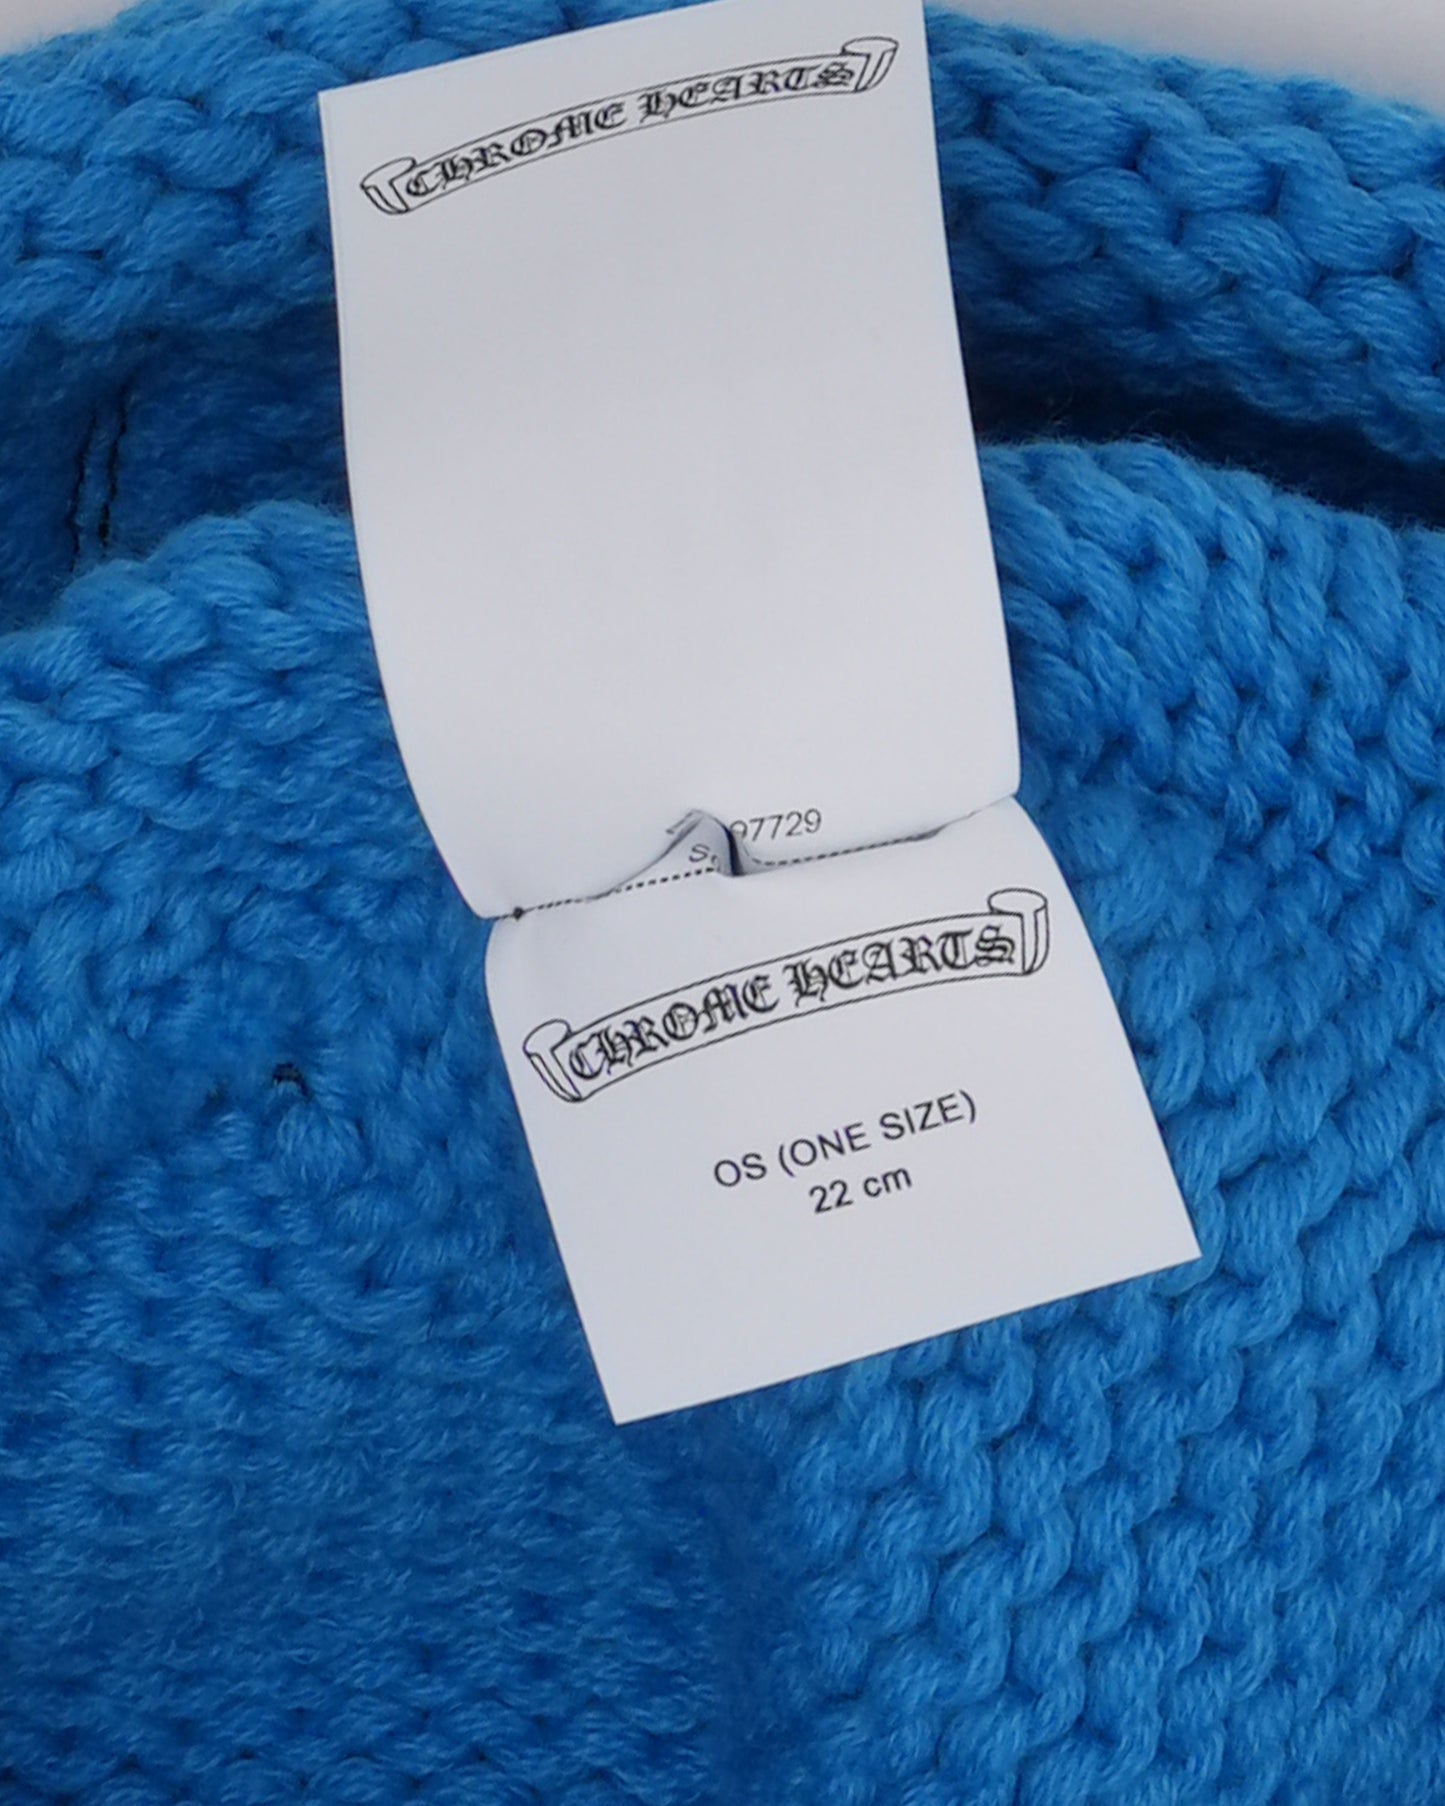 CHROME HEARTS
97729
CHROME HEARTS
OS (ONE SIZE)
22 cm